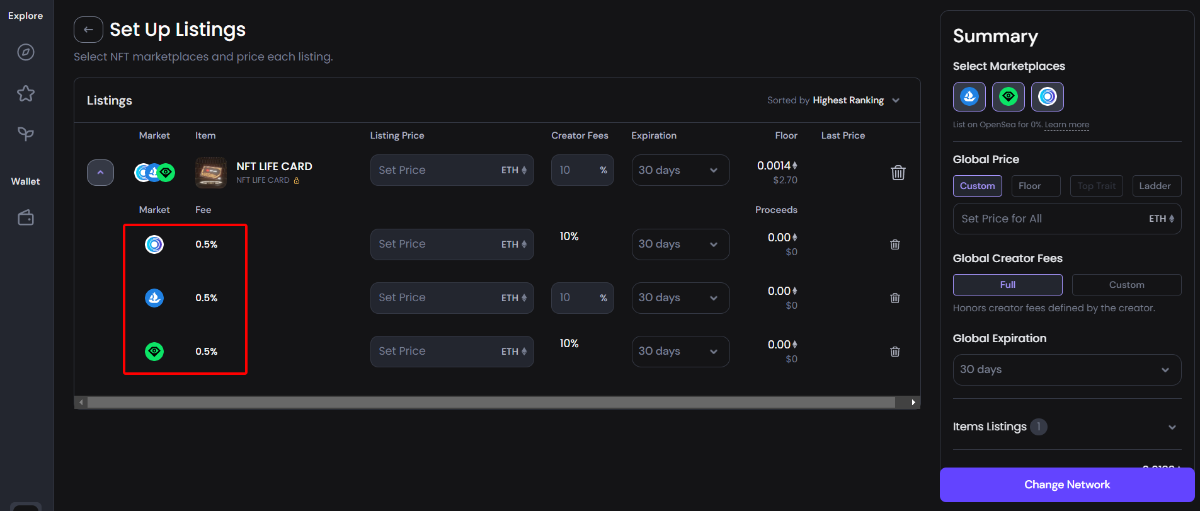 Explore
Wallet
Set Up Listings
Select NFT marketplaces and price each listing.
Listings
Sorted by Highest Ranking
Market Item Listing Price Creator Fees Expiration Floor Last Price
NFT LIFE CARD
NFT LIFE CARD
Set Price ETH 10 % 30 days 0.0014
$2.70
Market Fee Proceeds
0.5% Set Price ETH 10% 30 days 0.00
$0
0.5% Set Price ETH 10 % 30 days 0.00
$0
0.5% Set Price ETH 10% 30 days 0.00
$0
Summary
Select Marketplaces
List on OpenSea for 0%. Learn more
Global Price
Custom Floor Top Trait Ladder
Set Price for All ETH
Global Creator Fees
Full Custom
Honors creator fees defined by the creator.
Global Expiration
30 days
Items Listings 1
Change Network